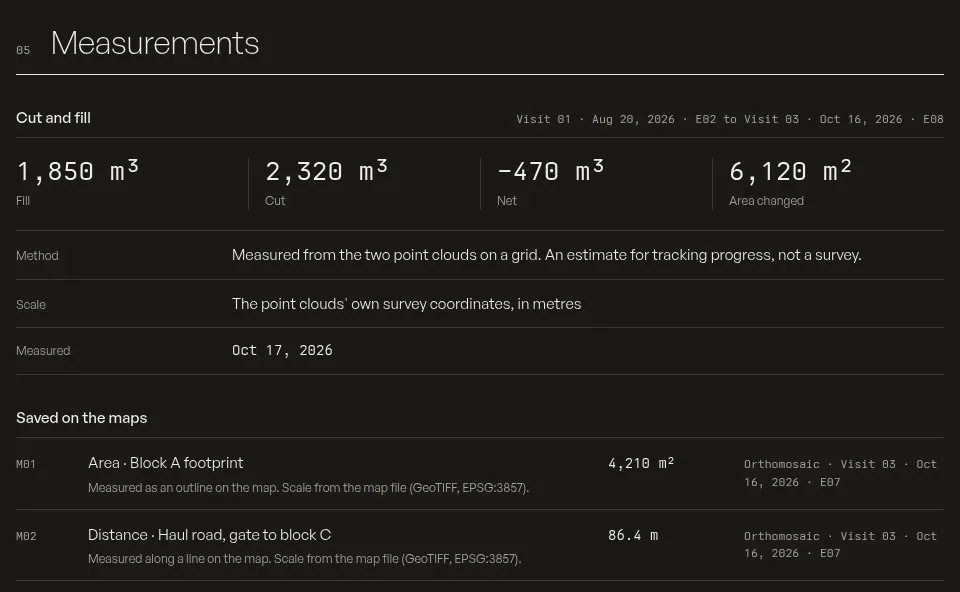 05 Measurements
Cut and fill
Visit 01 · Aug 20, 2026 · E02 to Visit 03 · Oct 16, 2026 · E08
1,850 m³
2,320 m³
−470 m³
6,120 m²
Fill
Cut
Net
Area changed
Method
Measured from the two point clouds on a grid. An estimate for tracking progress, not a survey.
Scale
The point clouds' own survey coordinates, in metres
Measured
Oct 17, 2026
Saved on the maps
M01
Area · Block A footprint
4,210 m²
Orthomosaic · Visit 03 · Oct
16, 2026 · E07
Measured as an outline on the map. Scale from the map file (GeoTIFF, EPSG:3857).
M02
Distance · Haul road, gate to block C
86.4 m
Orthomosaic · Visit 03 · Oct
16, 2026 · E07
Measured along a line on the map. Scale from the map file (GeoTIFF, EPSG:3857).